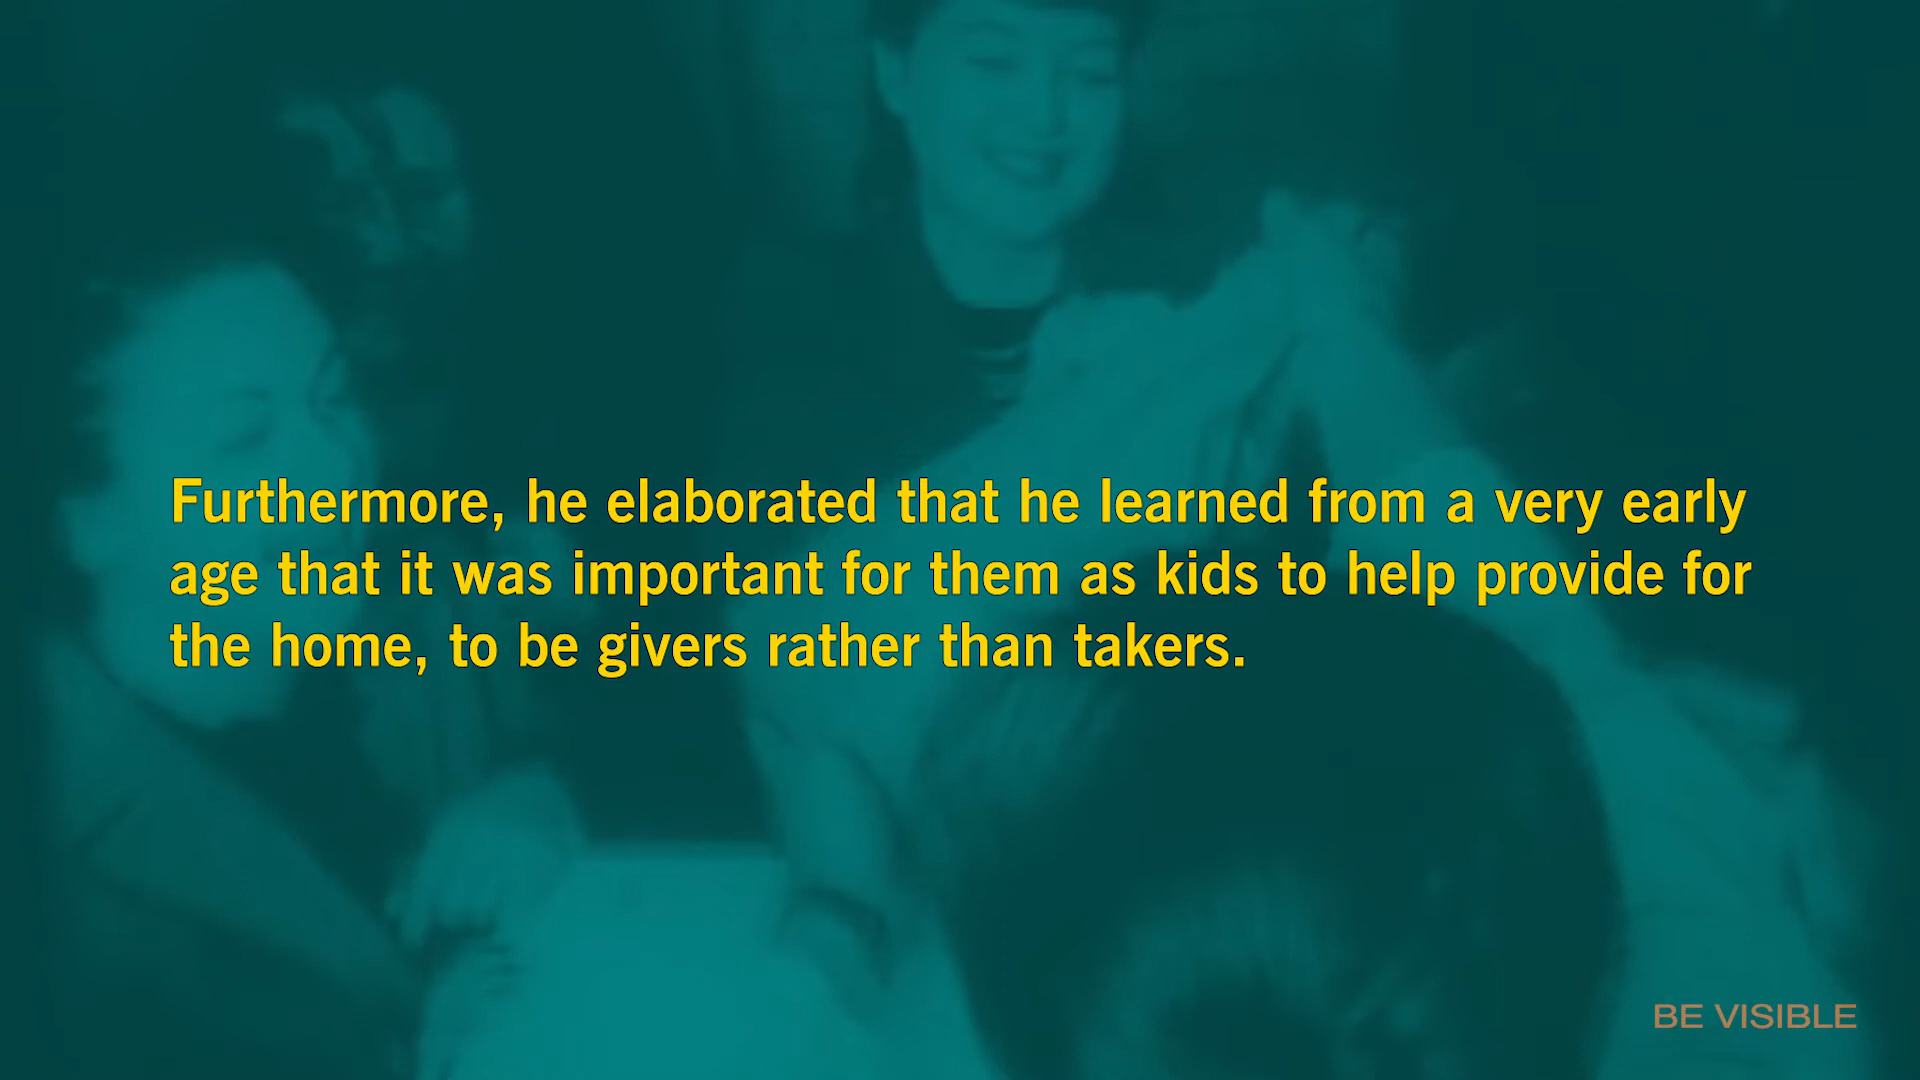 Furthermore, he elaborated that he learned from a very early
age that it was important for them as kids to help provide for
the home, to be givers rather than takers.
BE VISIBLE